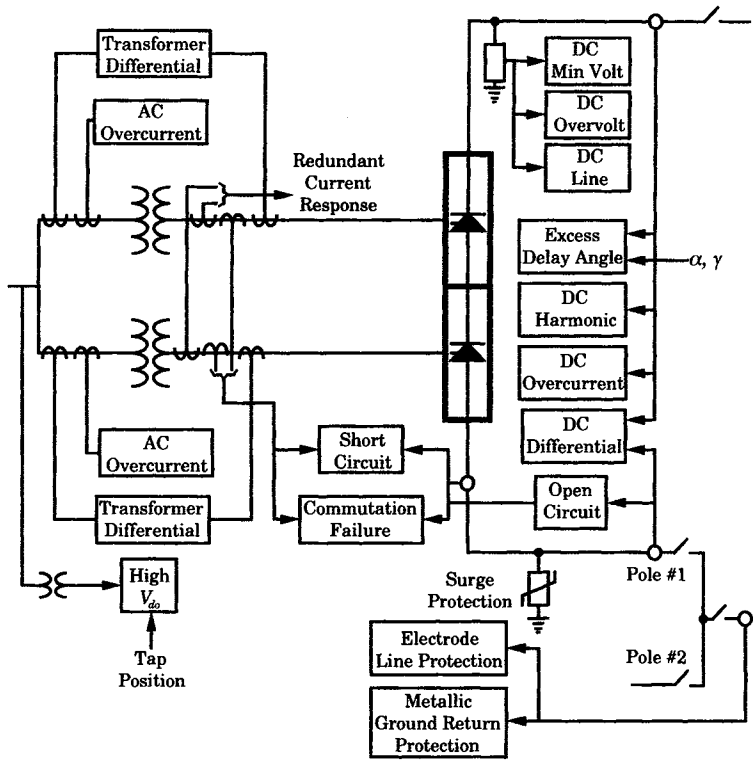 Transformer
Differential
AC
Overcurrent
Redundant
Current
Response
DC
Min Volt
DC
Overvolt
DC
Line
Excess
Delay Angle
α, γ
DC
Harmonic
DC
Overcurrent
DC
Differential
AC
Overcurrent
Short
Circuit
Transformer
Differential
Commutation
Failure
Open
Circuit
High
V_do
Tap
Position
Surge
Protection
Pole #1
Electrode
Line Protection
Pole #2
Metallic
Ground Return
Protection